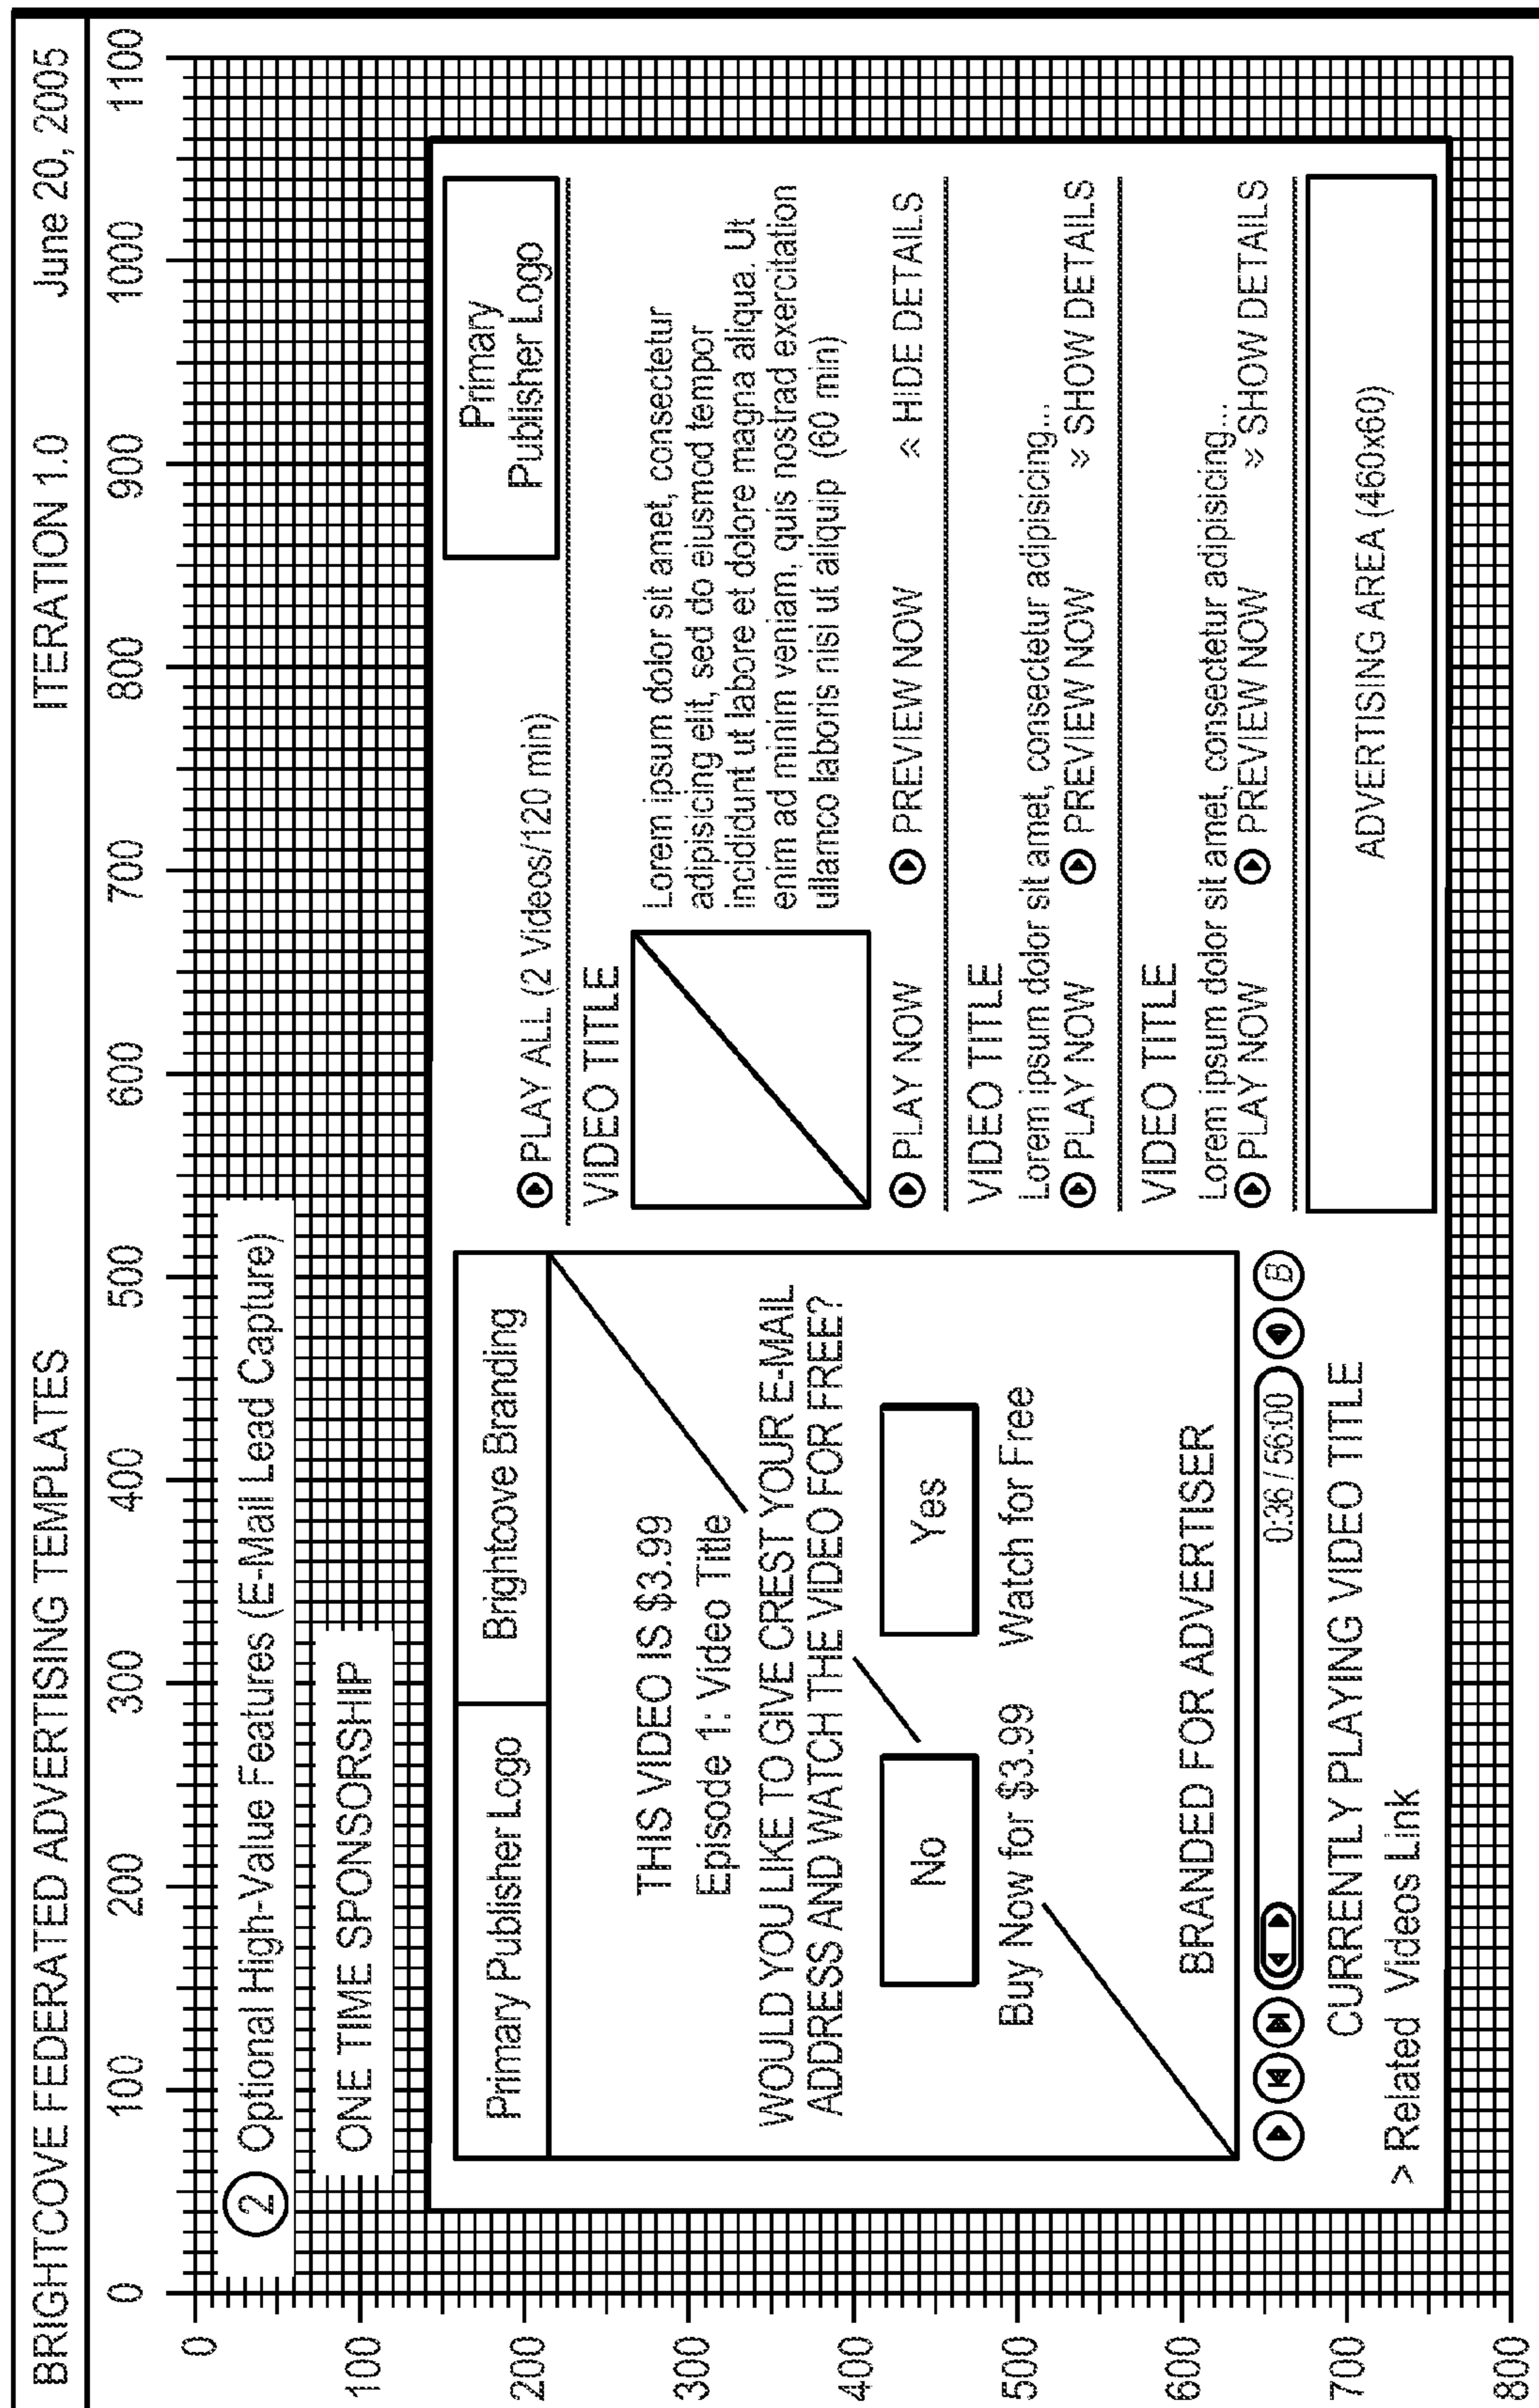 BRIGHTCOVE FEDERATED ADVERTISING TEMPLATES ITERATION 1.0 June 20, 2005
0 100 200 300 400 500 600 700 800 900 1000 1100
0
100
200
300
400
500
600
700
800
2 Optional High-Value Features (E-Mail Lead Capture)
ONE TIME SPONSORSHIP
Primary Publisher Logo
Brightcove Branding
THIS VIDEO IS $3.99
Episode 1: Video Title
WOULD YOU LIKE TO GIVE CREST YOUR E-MAIL
ADDRESS AND WATCH THE VIDEO FOR FREE?
No
Yes
Buy Now for $3.99
Watch for Free
BRANDED FOR ADVERTISER
0:36 / 56:00
B
CURRENTLY PLAYING VIDEO TITLE
> Related Videos Link
Primary
Publisher Logo
PLAY ALL (2 Videos/120 min)
VIDEO TITLE
Lorem ipsum dolor sit amet, consectetur
adipisicing elit, sed do eiusmod tempor
incididunt ut labore et dolore magna aliqua. Ut
enim ad minim veniam, quis nostrad exercitation
ullamco laboris nisi ut aliquip (60 min)
PLAY NOW PREVIEW NOW HIDE DETAILS
VIDEO TITLE
Lorem ipsum dolor sit amet, consectetur adipisicing...
PLAY NOW PREVIEW NOW SHOW DETAILS
VIDEO TITLE
Lorem ipsum dolor sit amet, consectetur adipisicing...
PLAY NOW PREVIEW NOW SHOW DETAILS
ADVERTISING AREA (460x60)